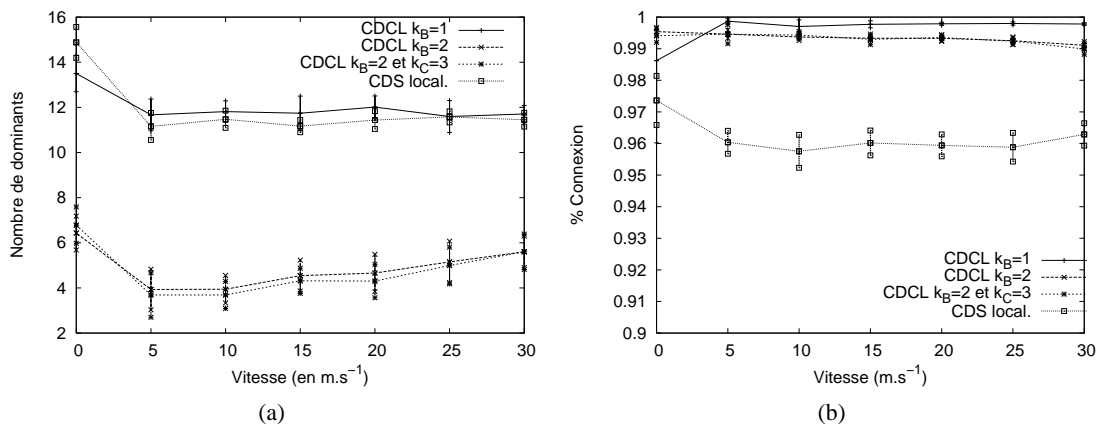 Nombre de dominants
16
14
12
10
8
6
4
2
0
5
10
15
20
25
30
Vitesse (en m.s⁻¹)
CDCL k_B=1
CDCL k_B=2
CDCL k_B=2 et k_C=3
CDS local.
(a)
% Connexion
1
0.99
0.98
0.97
0.96
0.95
0.94
0.93
0.92
0.91
0.9
0
5
10
15
20
25
30
Vitesse (m.s⁻¹)
CDCL k_B=1
CDCL k_B=2
CDCL k_B=2 et k_C=3
CDS local.
(b)